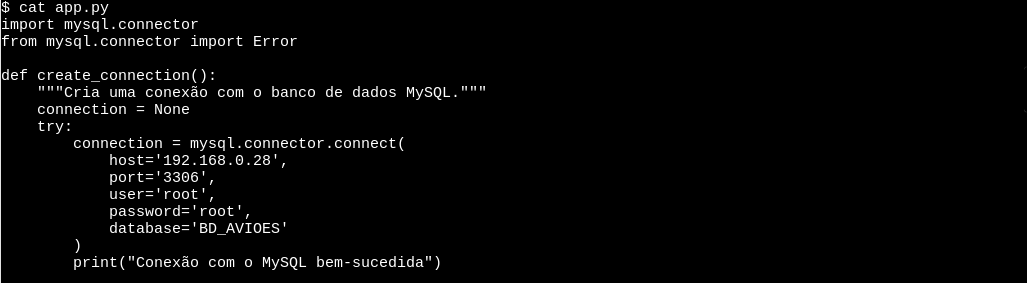 $ cat app.py
import mysql.connector
from mysql.connector import Error

def create_connection():
    """Cria uma conexão com o banco de dados MySQL."""
    connection = None
    try:
        connection = mysql.connector.connect(
            host='192.168.0.28',
            port='3306',
            user='root',
            password='root',
            database='BD_AVIOES'
        )
        print("Conexão com o MySQL bem-sucedida")